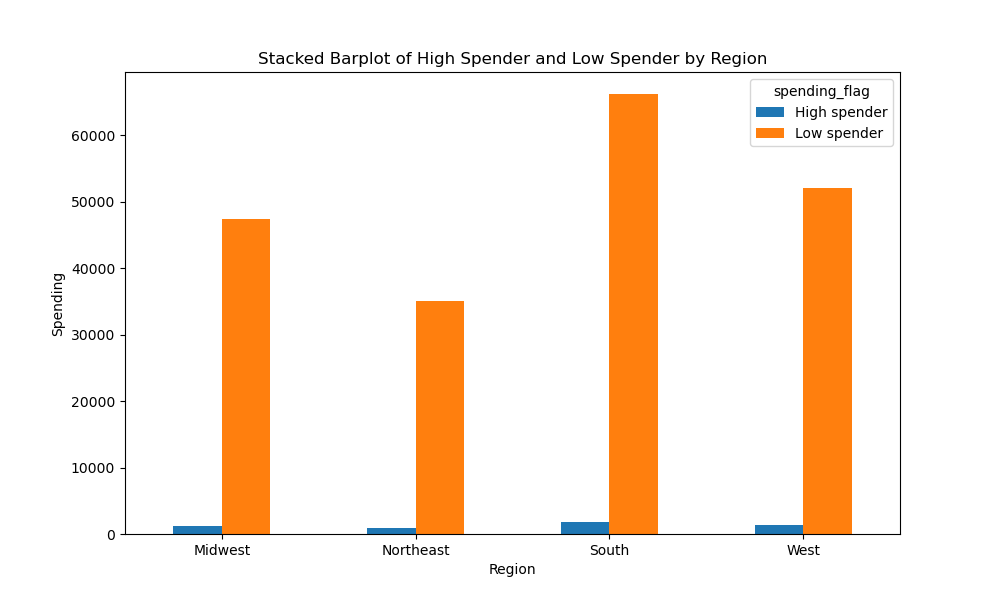 Stacked Barplot of High Spender and Low Spender by Region
spending_flag
High spender
Low spender
60000
50000
40000
30000
20000
10000
0
Spending
Midwest Northeast South West
Region